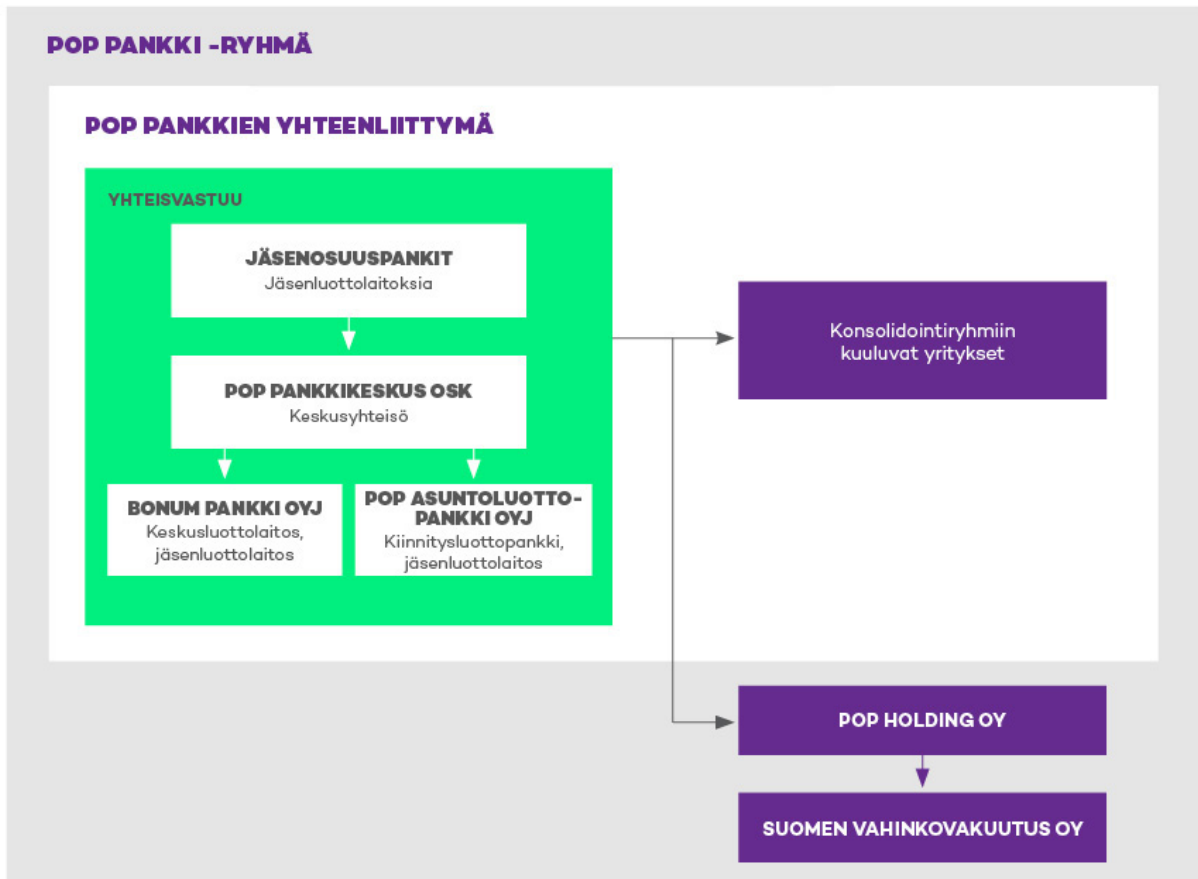 POP PANKKI -RYHMÄ
POP PANKKIEN YHTEENLIITTYMÄ
YHTEISVASTUU
JÄSENOSUUSPANKIT
Jäsenluottolaitoksia
POP PANKKIKESKUS OSK
Keskusyhteisö
BONUM PANKKI OYJ
Keskusluottolaitos,
jäsenluottolaitos
POP ASUNTOLUOTTO-
PANKKI OYJ
Kiinnitysluottopankki,
jäsenluottolaitos
Konsolidointiryhmiin
kuuluvat yritykset
POP HOLDING OY
SUOMEN VAHINKOVAKUUTUS OY